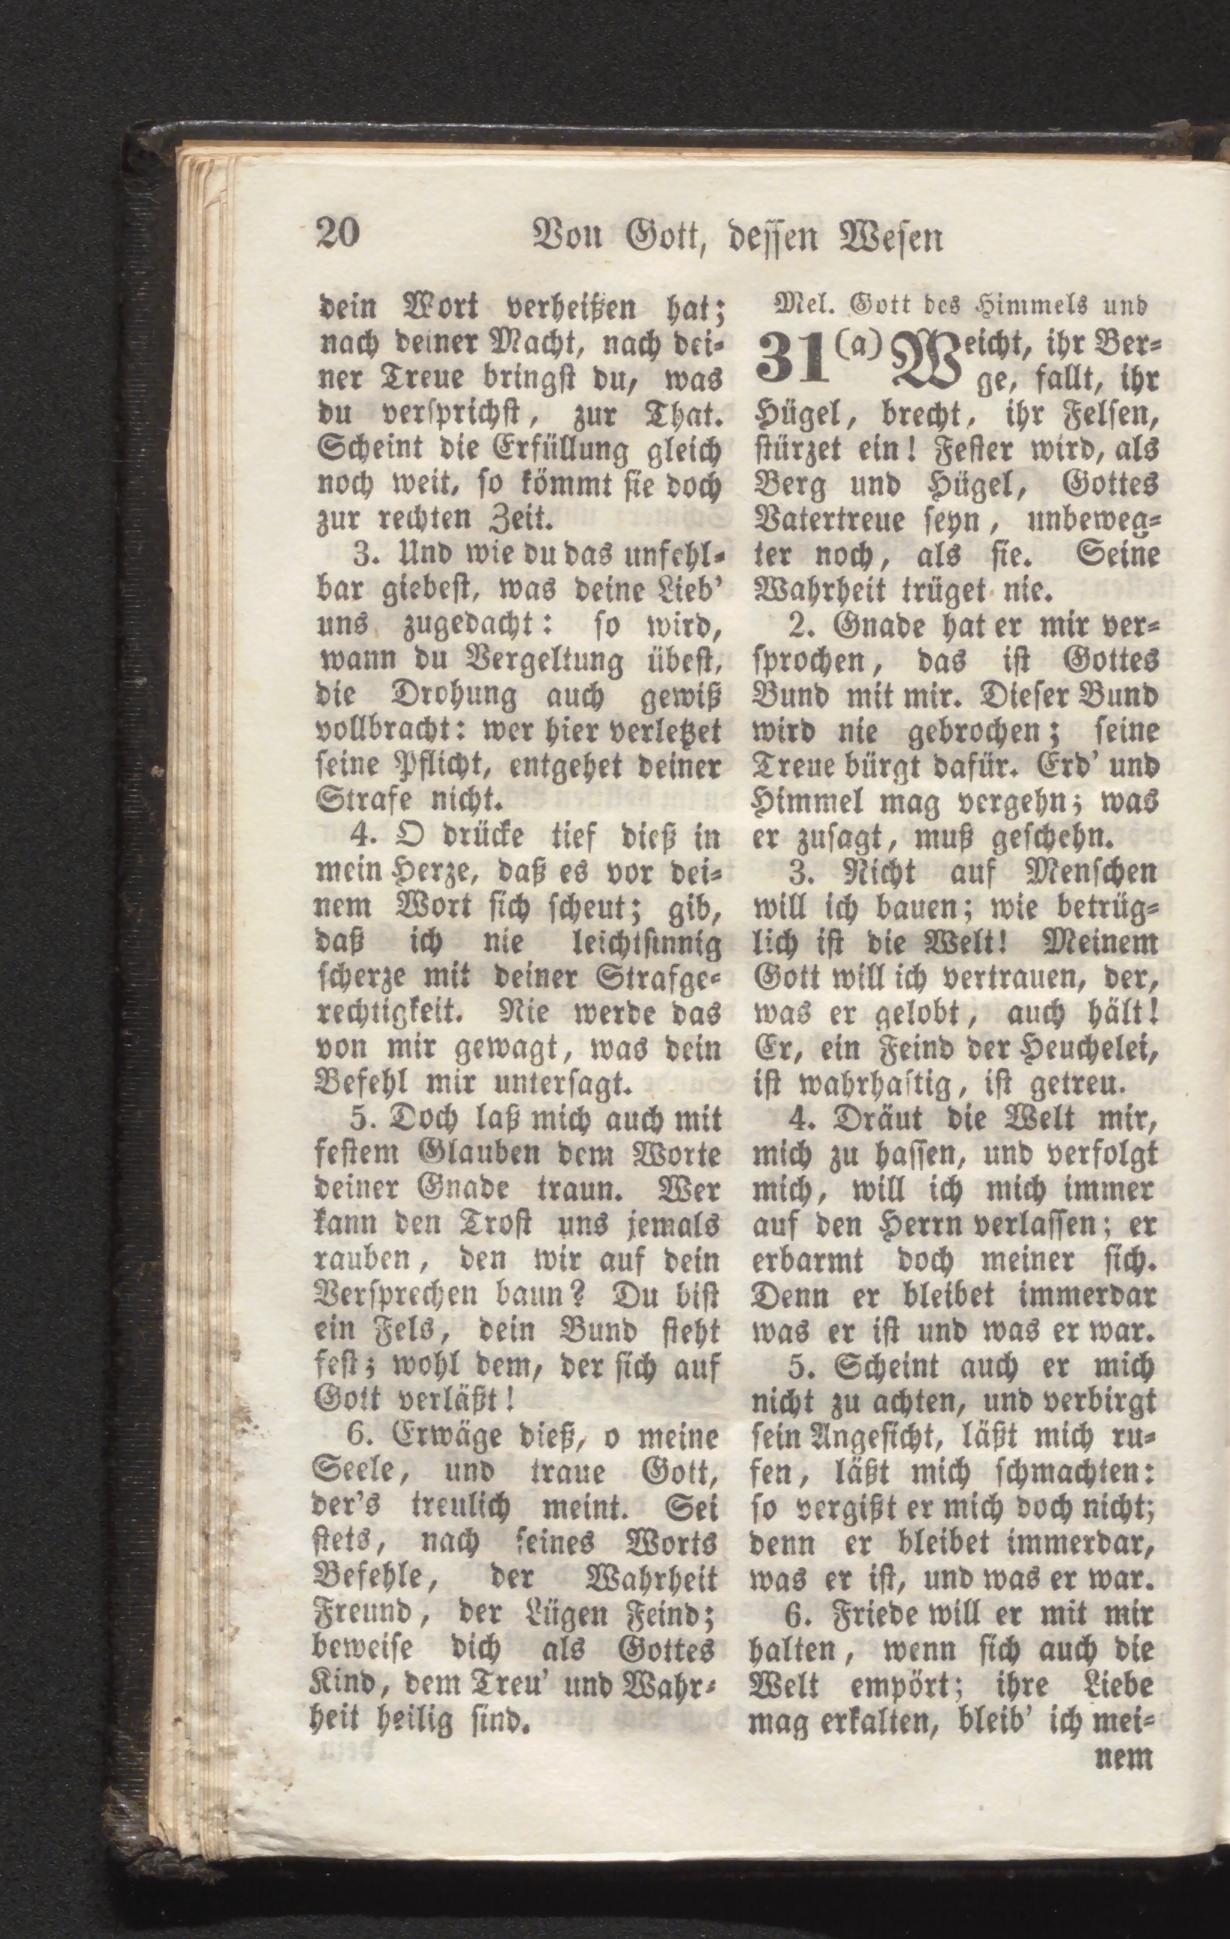 20
Von Gott, dessen Wesen
dein Wort verheißen hat;
nach deiner Macht, nach dei-
ner Treue bringst du, was
du versprichst, zur That.
Scheint die Erfüllung gleich
noch weit, so kömmt sie doch
zur rechten Zeit.
3. Und wie du das unfehl-
bar giebest, was deine Lieb'
uns zugedacht: so wird,
wann du Vergeltung übest,
die Drohung auch gewiß
vollbracht: wer hier verletzet
seine Pflicht, entgehet deiner
Strafe nicht.
4. O drücke tief dieß in
mein Herze, daß es vor dei-
nem Wort sich scheut; gib,
daß ich nie leichtsinnig
scherze mit deiner Strafge-
rechtigkeit. Nie werde das
von mir gewagt, was dein
Befehl mir untersagt.
5. Doch laß mich auch mit
festem Glauben dem Worte
deiner Gnade traun. Wer
kann den Trost uns jemals
rauben, den wir auf dein
Versprechen baun? Du bist
ein Fels, dein Bund steht
fest; wohl dem, der sich auf
Gott verläßt!
6. Erwäge dieß, o meine
Seele, und traue Gott,
der's treulich meint. Sei
stets, nach seines Worts
Befehle, der Wahrheit
Freund, der Lügen Feind;
beweise dich als Gottes
Kind, dem Treu' und Wahr-
heit heilig sind.
Mel. Gott des Himmels und
31 (a) Weicht, ihr Ber-
ge, fallt, ihr
Hügel, brecht, ihr Felsen,
stürzet ein! Fester wird, als
Berg und Hügel, Gottes
Vatertreue seyn, unbeweg-
ter noch, als sie. Seine
Wahrheit trüget nie.
2. Gnade hat er mir ver-
sprochen, das ist Gottes
Bund mit mir. Dieser Bund
wird nie gebrochen; seine
Treue bürgt dafür. Erd' und
Himmel mag vergehn; was
er zusagt, muß geschehn.
3. Nicht auf Menschen
will ich bauen; wie betrüg-
lich ist die Welt! Meinem
Gott will ich vertrauen, der,
was er gelobt, auch hält!
Er, ein Feind der Heuchelei,
ist wahrhaftig, ist getreu.
4. Dräut die Welt mir,
mich zu hassen, und verfolgt
mich, will ich mich immer
auf den Herrn verlassen; er
erbarmt doch meiner sich.
Denn er bleibet immerdar
was er ist und was er war.
5. Scheint auch er mich
nicht zu achten, und verbirgt
sein Angesicht, läßt mich ru-
fen, läßt mich schmachten:
so vergißt er mich doch nicht;
denn er bleibet immerdar,
was er ist, und was er war.
6. Friede will er mit mir
halten, wenn sich auch die
Welt empört; ihre Liebe
mag erkalten, bleib' ich mei-
nem